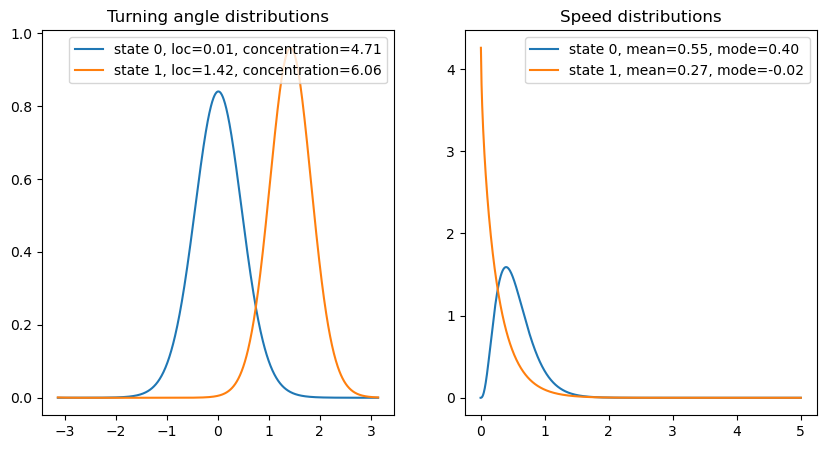 Turning angle distributions
state 0, loc=0.01, concentration=4.71
state 1, loc=1.42, concentration=6.06
1.0
0.8
0.6
0.4
0.2
0.0
−3 −2 −1 0 1 2 3
Speed distributions
state 0, mean=0.55, mode=0.40
state 1, mean=0.27, mode=-0.02
4
3
2
1
0
0 1 2 3 4 5